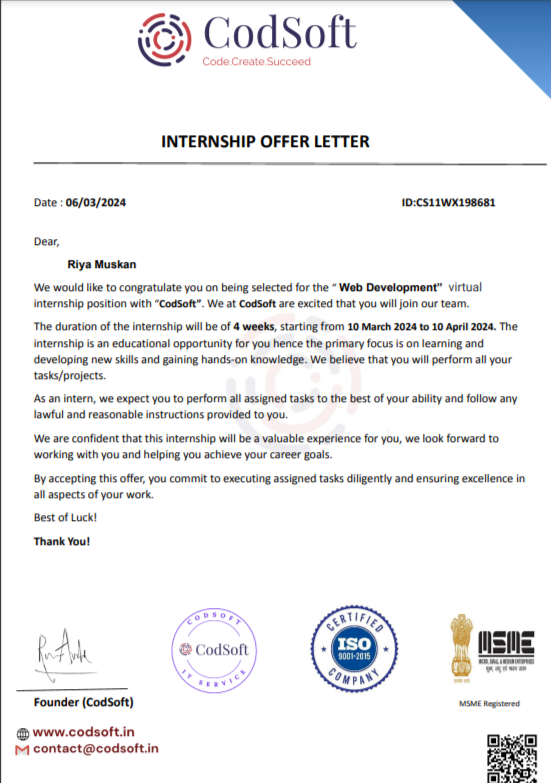 CodSoft
Code.Create.Succeed
INTERNSHIP OFFER LETTER
Date : 06/03/2024
ID:CS11WX198681
Dear,
Riya Muskan
We would like to congratulate you on being selected for the “ Web Development” virtual
internship position with “CodSoft”. We at CodSoft are excited that you will join our team.
The duration of the internship will be of 4 weeks, starting from 10 March 2024 to 10 April 2024. The
internship is an educational opportunity for you hence the primary focus is on learning and
developing new skills and gaining hands-on knowledge. We believe that you will perform all your
tasks/projects.
As an intern, we expect you to perform all assigned tasks to the best of your ability and follow any
lawful and reasonable instructions provided to you.
We are confident that this internship will be a valuable experience for you, we look forward to
working with you and helping you achieve your career goals.
By accepting this offer, you commit to executing assigned tasks diligently and ensuring excellence in
all aspects of your work.
Best of Luck!
Thank You!
CODSOFT
CodSoft
IT SERVICE
CERTIFIED
ISO
9001-2015
COMPANY
MSME
MICRO, SMALL & MEDIUM ENTERPRISES
सूक्ष्म, लघु एवं मध्यम उद्यम
Founder (CodSoft)
MSME Registered
www.codsoft.in
contact@codsoft.in